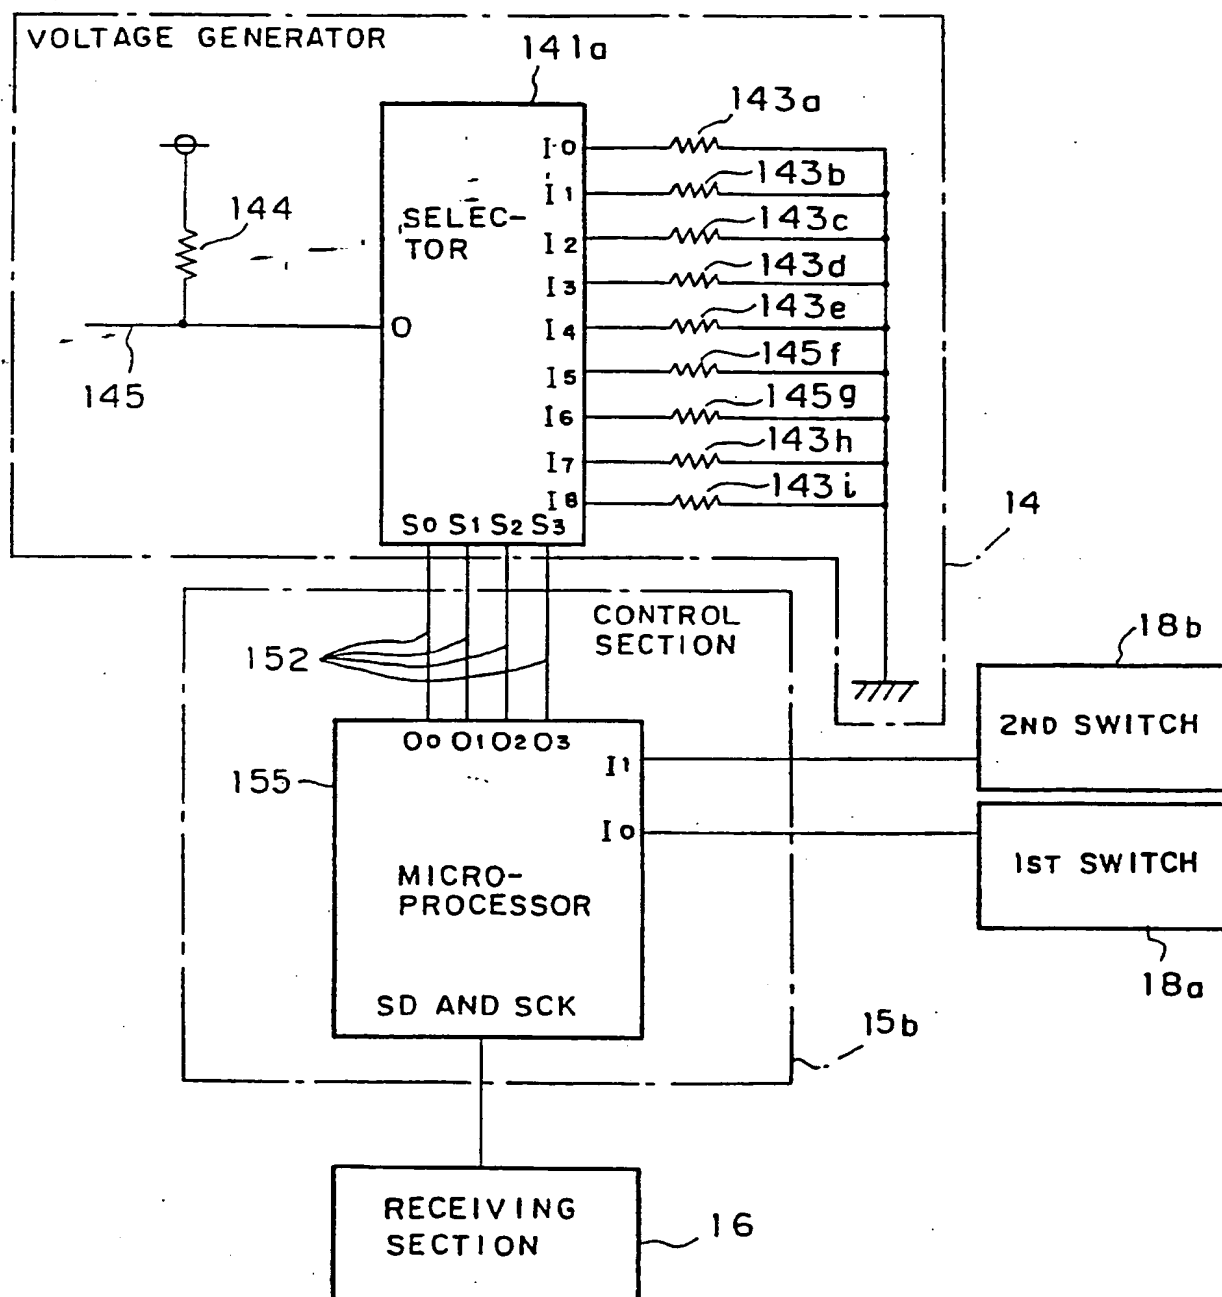 VOLTAGE GENERATOR
141a
143a
I0
143b
I1
144
SELEC-
TOR
143c
I2
143d
I3
143e
O
I4
145f
145
I5
145g
I6
143h
I7
143i
I8
S0 S1 S2 S3
14
CONTROL
SECTION
18b
152
2ND SWITCH
O0 O1 O2 O3
155
I1
I0
1ST SWITCH
MICRO-
PROCESSOR
18a
SD AND SCK
15b
RECEIVING
SECTION
16